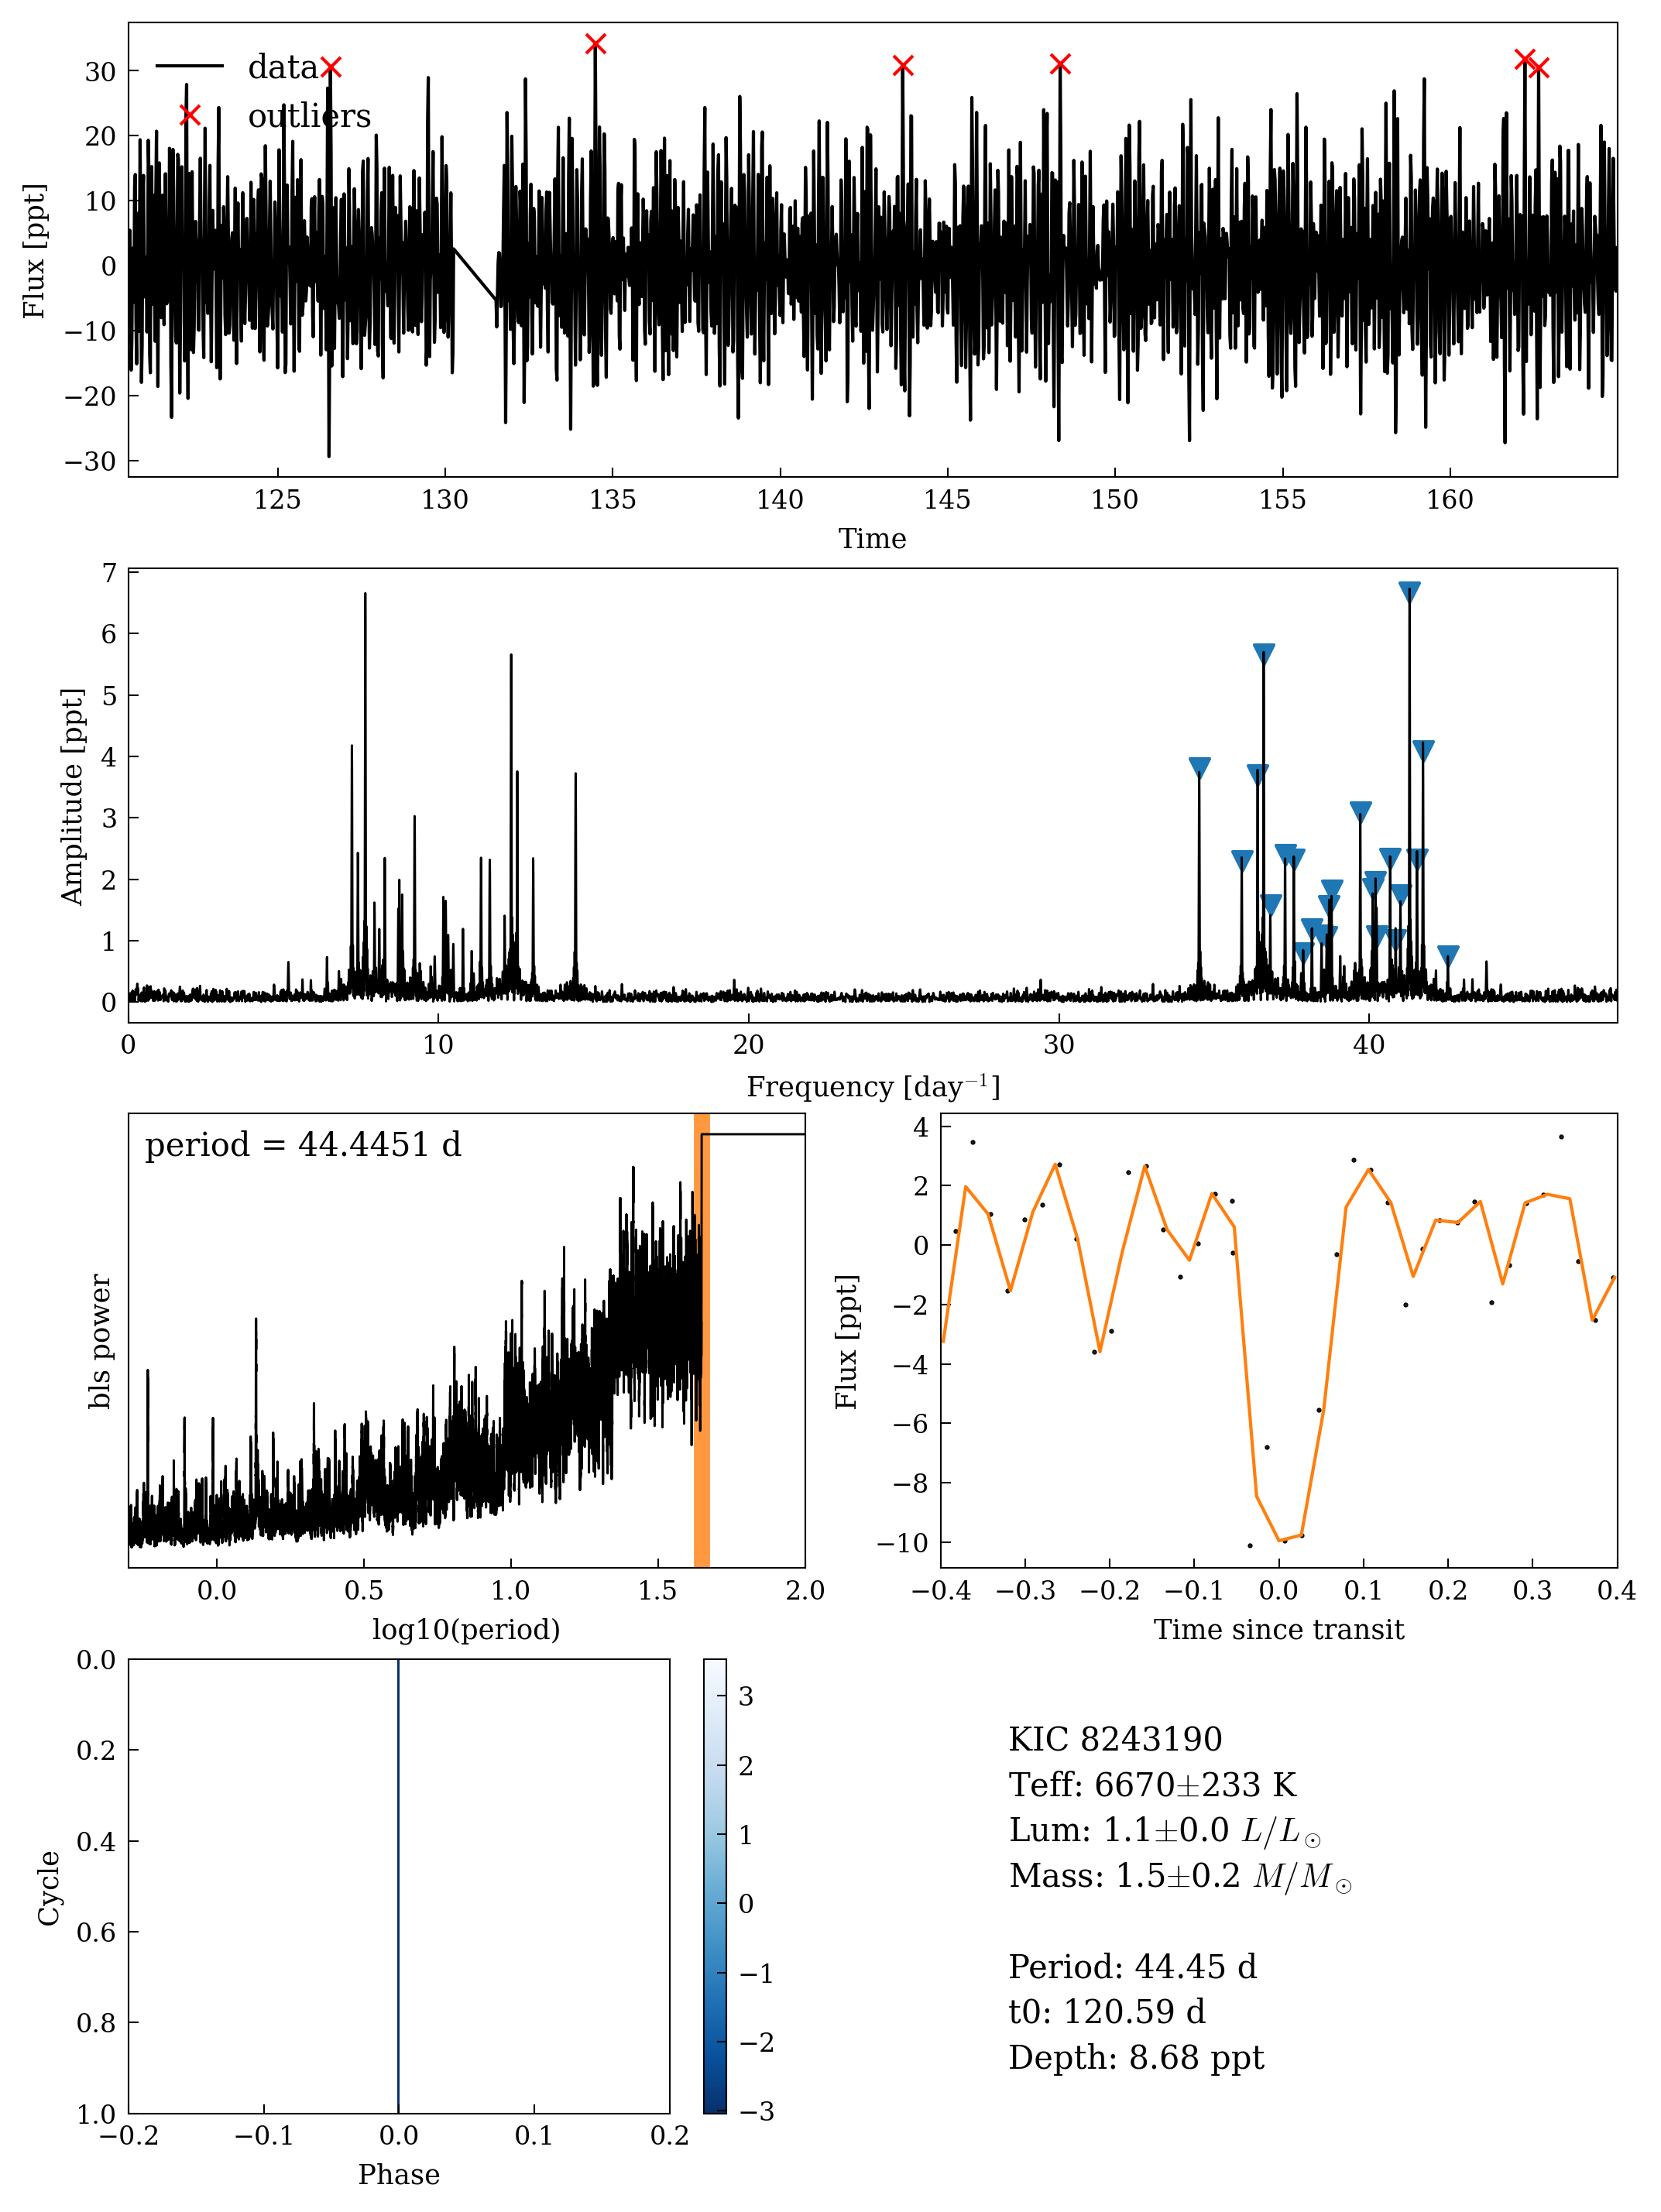 data
outliers
30
20
10
0
−10
−20
−30
Flux [ppt]
125 130 135 140 145 150 155 160
Time
7
6
5
4
3
2
1
0
Amplitude [ppt]
0 10 20 30 40
Frequency [day⁻¹]
period = 44.4451 d
bls power
0.0 0.5 1.0 1.5 2.0
log10(period)
4
2
0
−2
−4
−6
−8
−10
Flux [ppt]
−0.4 −0.3 −0.2 −0.1 0.0 0.1 0.2 0.3 0.4
Time since transit
0.0
0.2
0.4
0.6
0.8
1.0
Cycle
−0.2 −0.1 0.0 0.1 0.2
Phase
3
2
1
0
−1
−2
−3
KIC 8243190
Teff: 6670±233 K
Lum: 1.1±0.0 L/L⊙
Mass: 1.5±0.2 M/M⊙
Period: 44.45 d
t0: 120.59 d
Depth: 8.68 ppt